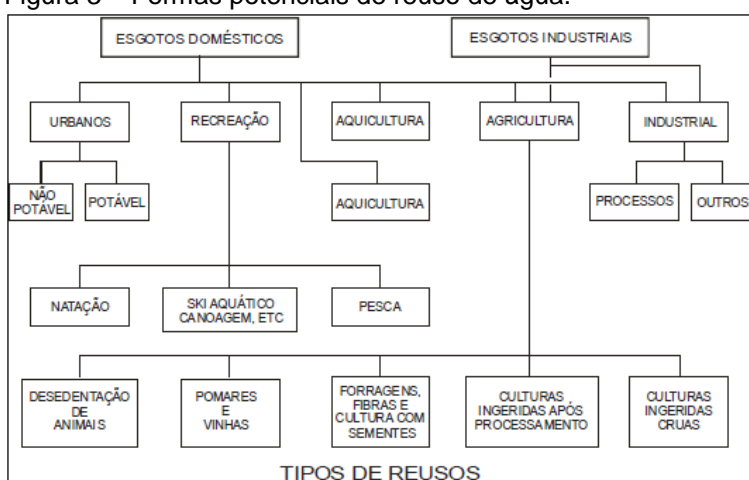 Figura 3 – Formas potenciais de reuso de água.
ESGOTOS DOMÉSTICOS
ESGOTOS INDUSTRIAIS
URBANOS
RECREAÇÃO
AQUICULTURA
AGRICULTURA
INDUSTRIAL
NÃO
POTÁVEL
POTÁVEL
AQUICULTURA
PROCESSOS
OUTROS
NATAÇÃO
SKI AQUÁTICO
CANOAGEM, ETC
PESCA
DESEDENTAÇÃO
DE
ANIMAIS
POMARES
E
VINHAS
FORRAGENS,
FIBRAS E
CULTURA COM
SEMENTES
CULTURAS
INGERIDAS APÓS
PROCESSAMENTO
CULTURAS
INGERIDAS
CRUAS
TIPOS DE REUSOS